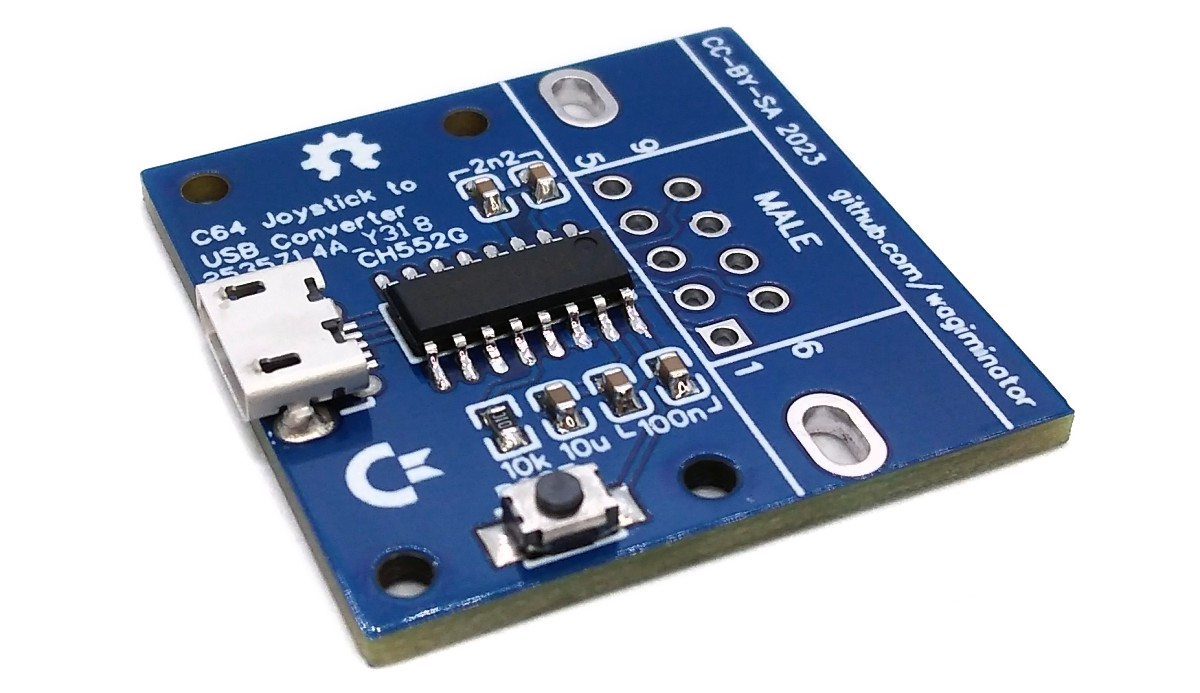 CC-BY-SA 2023 github.com/wagiminator
C64 Joystick to
USB Converter
2535714A_Y318
CH552G
2n2
5
9
MALE
1
6
10k
10u
100n